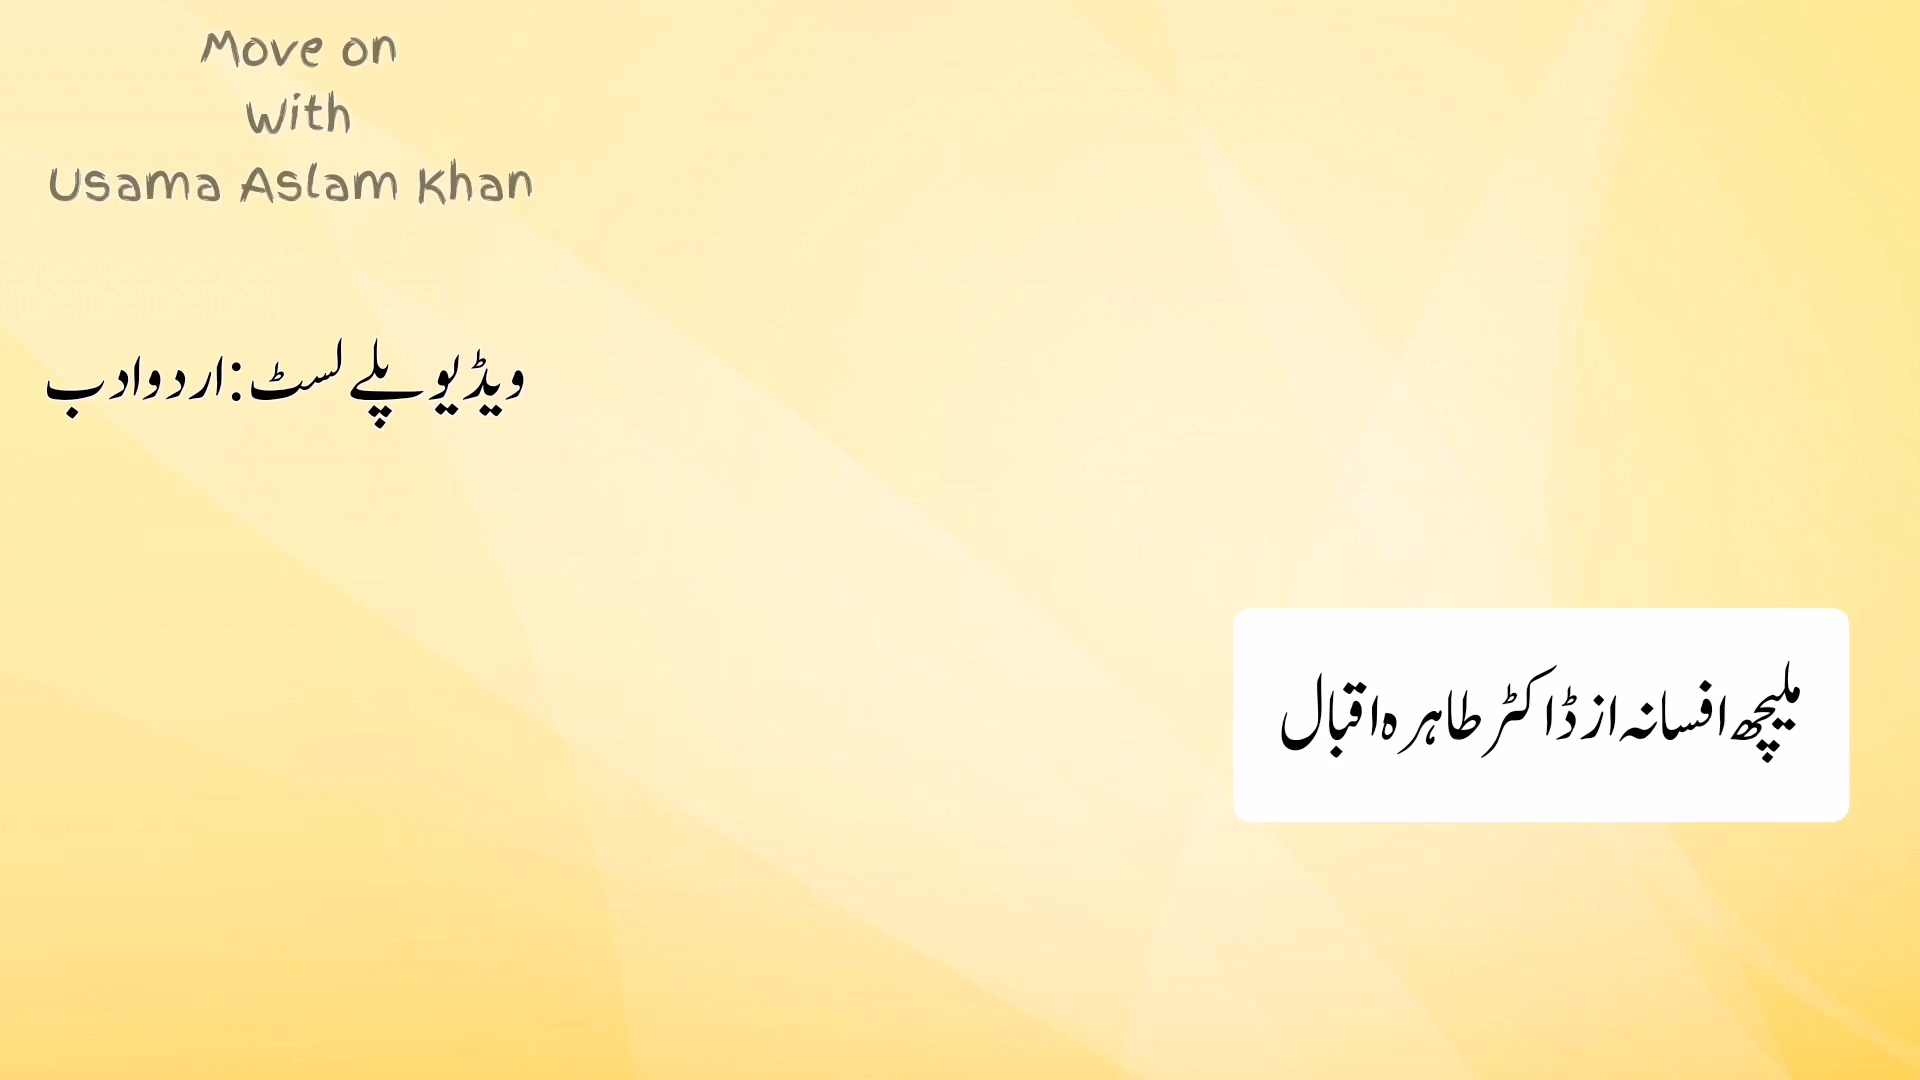 Move on
With
Usama Aslam Khan
ویڈیو پلے لسٹ: اردو ادب
ملیچھ افسانہ از ڈاکٹر طاہرہ اقبال